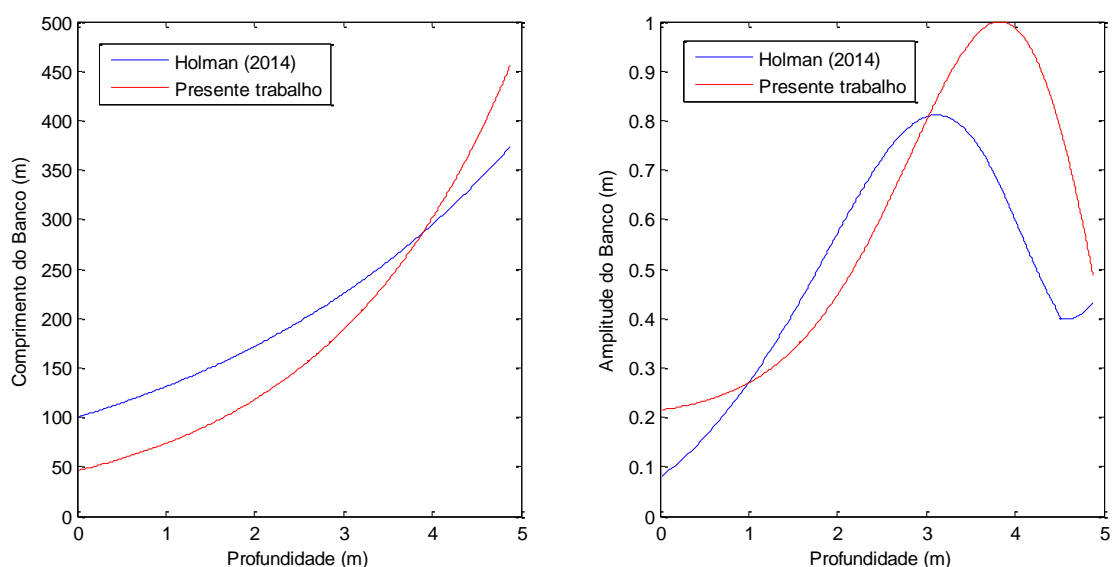 500
450
400
350
300
250
200
150
100
50
0
Comprimento do Banco (m)
Holman (2014)
Presente trabalho
0 1 2 3 4 5
Profundidade (m)
1
0.9
0.8
0.7
0.6
0.5
0.4
0.3
0.2
0.1
0
Amplitude do Banco (m)
Holman (2014)
Presente trabalho
0 1 2 3 4 5
Profundidade (m)